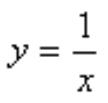 y = 1/x